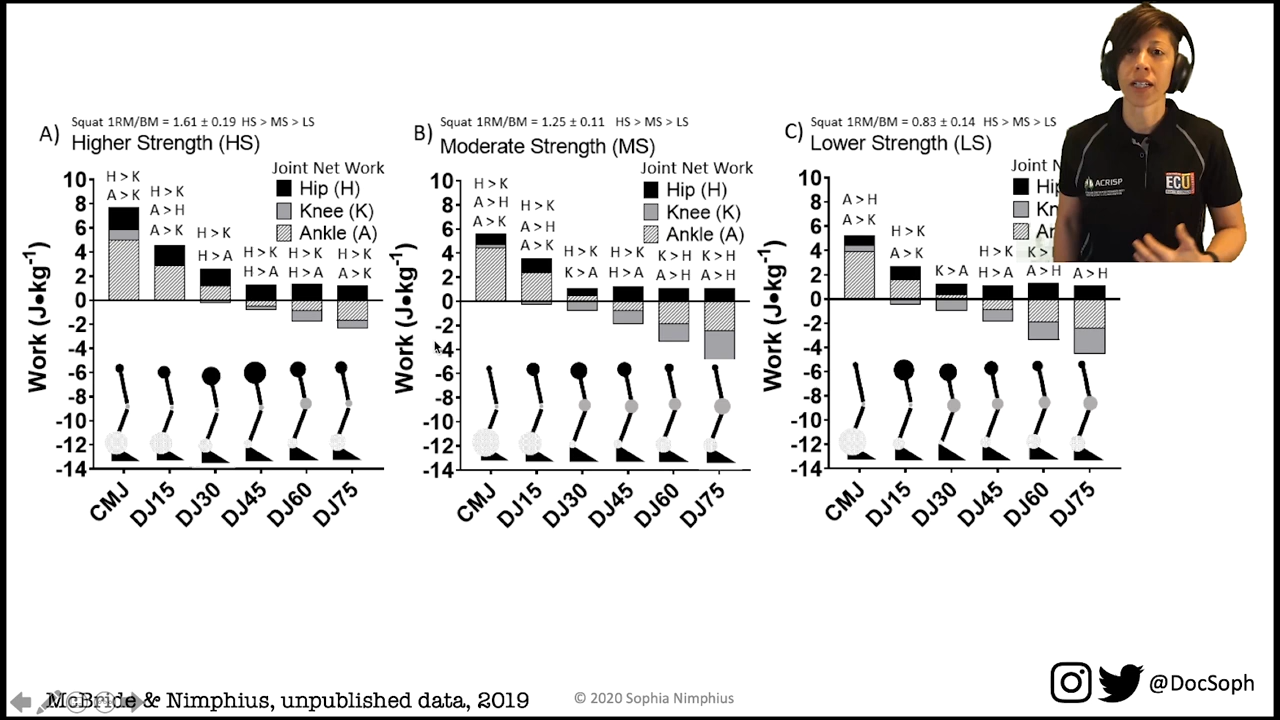 A)
Squat 1RM/BM = 1.61 ± 0.19 HS > MS > LS
Higher Strength (HS)
Joint Net Work
Hip (H)
Knee (K)
Ankle (A)
H > K
A > K
H > K
A > H
A > K
H > K
H > A
H > K
H > A
H > K
H > A
H > K
A > K
Work (J•kg⁻¹)
10
8
6
4
2
0
-2
-4
-6
-8
-10
-12
-14
CMJ
DJ15
DJ30
DJ45
DJ60
DJ75
B)
Squat 1RM/BM = 1.25 ± 0.11 HS > MS > LS
Moderate Strength (MS)
Joint Net Work
Hip (H)
Knee (K)
Ankle (A)
H > K
A > H
A > K
H > K
A > H
A > K
H > K
K > A
H > K
H > A
K > H
A > H
K > H
A > H
Work (J•kg⁻¹)
10
8
6
4
2
0
-2
-4
-6
-8
-10
-12
-14
CMJ
DJ15
DJ30
DJ45
DJ60
DJ75
C)
Squat 1RM/BM = 0.83 ± 0.14 HS > MS > LS
Lower Strength (LS)
A > H
A > K
H > K
A > K
K > A
H > K
H > A
A > H
A > H
Work (J•kg⁻¹)
10
8
6
4
2
0
-2
-4
-6
-8
-10
-12
-14
CMJ
DJ15
DJ30
DJ45
DJ60
DJ75
ACRISP
ECU
McBride & Nimphius, unpublished data, 2019
© 2020 Sophia Nimphius
@DocSoph